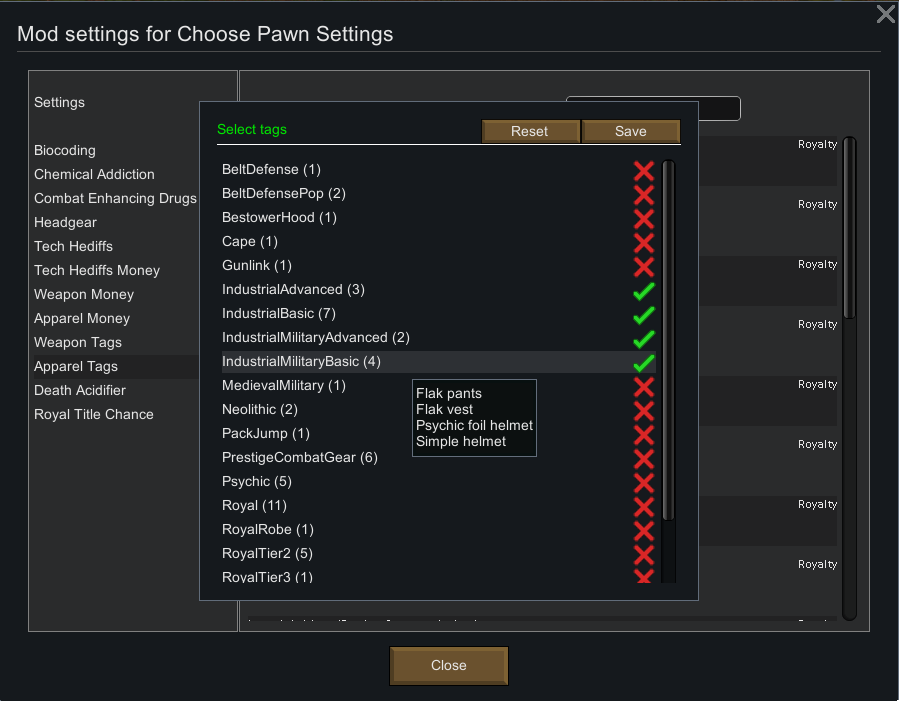 Mod settings for Choose Pawn Settings
Settings
Biocoding
Chemical Addiction
Combat Enhancing Drugs
Headgear
Tech Hediffs
Tech Hediffs Money
Weapon Money
Apparel Money
Weapon Tags
Apparel Tags
Death Acidifier
Royal Title Chance
Select tags
Reset
Save
BeltDefense (1)
BeltDefensePop (2)
BestowerHood (1)
Cape (1)
Gunlink (1)
IndustrialAdvanced (3)
IndustrialBasic (7)
IndustrialMilitaryAdvanced (2)
IndustrialMilitaryBasic (4)
MedievalMilitary (1)
Neolithic (2)
PackJump (1)
PrestigeCombatGear (6)
Psychic (5)
Royal (11)
RoyalRobe (1)
RoyalTier2 (5)
RoyalTier3 (1)
Flak pants
Flak vest
Psychic foil helmet
Simple helmet
Royalty
Royalty
Royalty
Royalty
Royalty
Royalty
Royalty
Royalty
Close